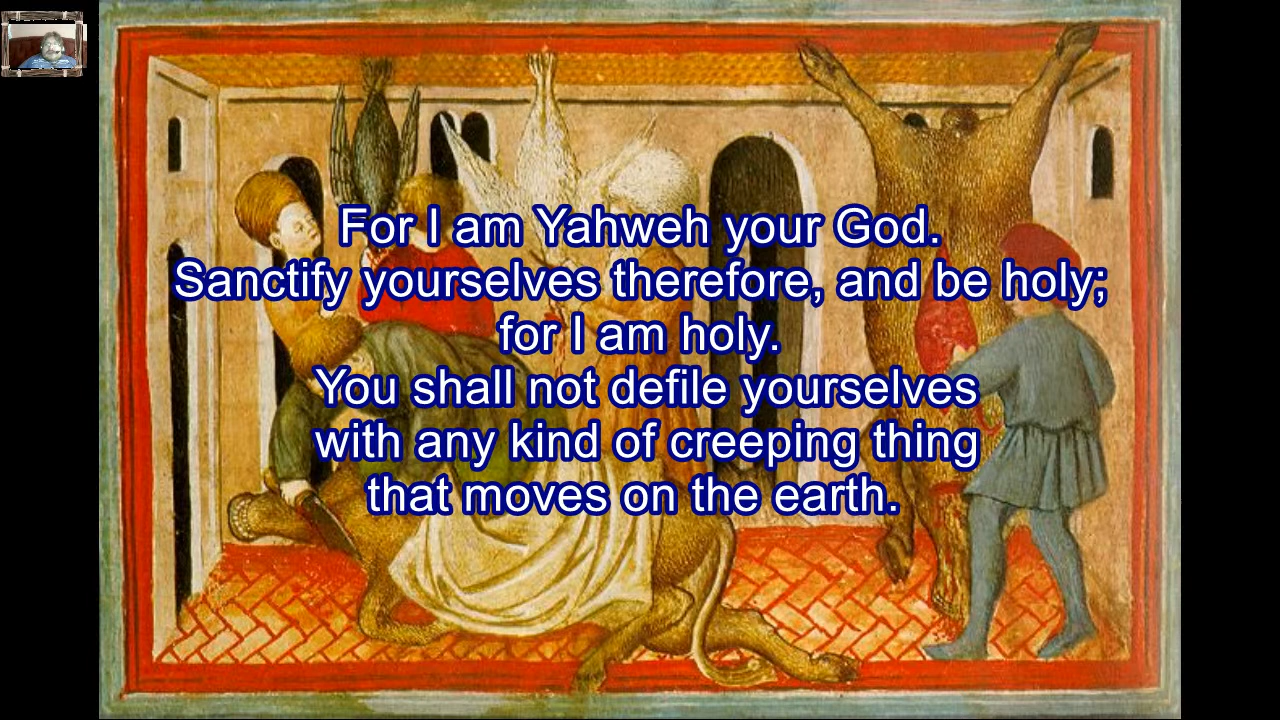 For I am Yahweh your God.
Sanctify yourselves therefore, and be holy;
for I am holy.
You shall not defile yourselves
with any kind of creeping thing
that moves on the earth.